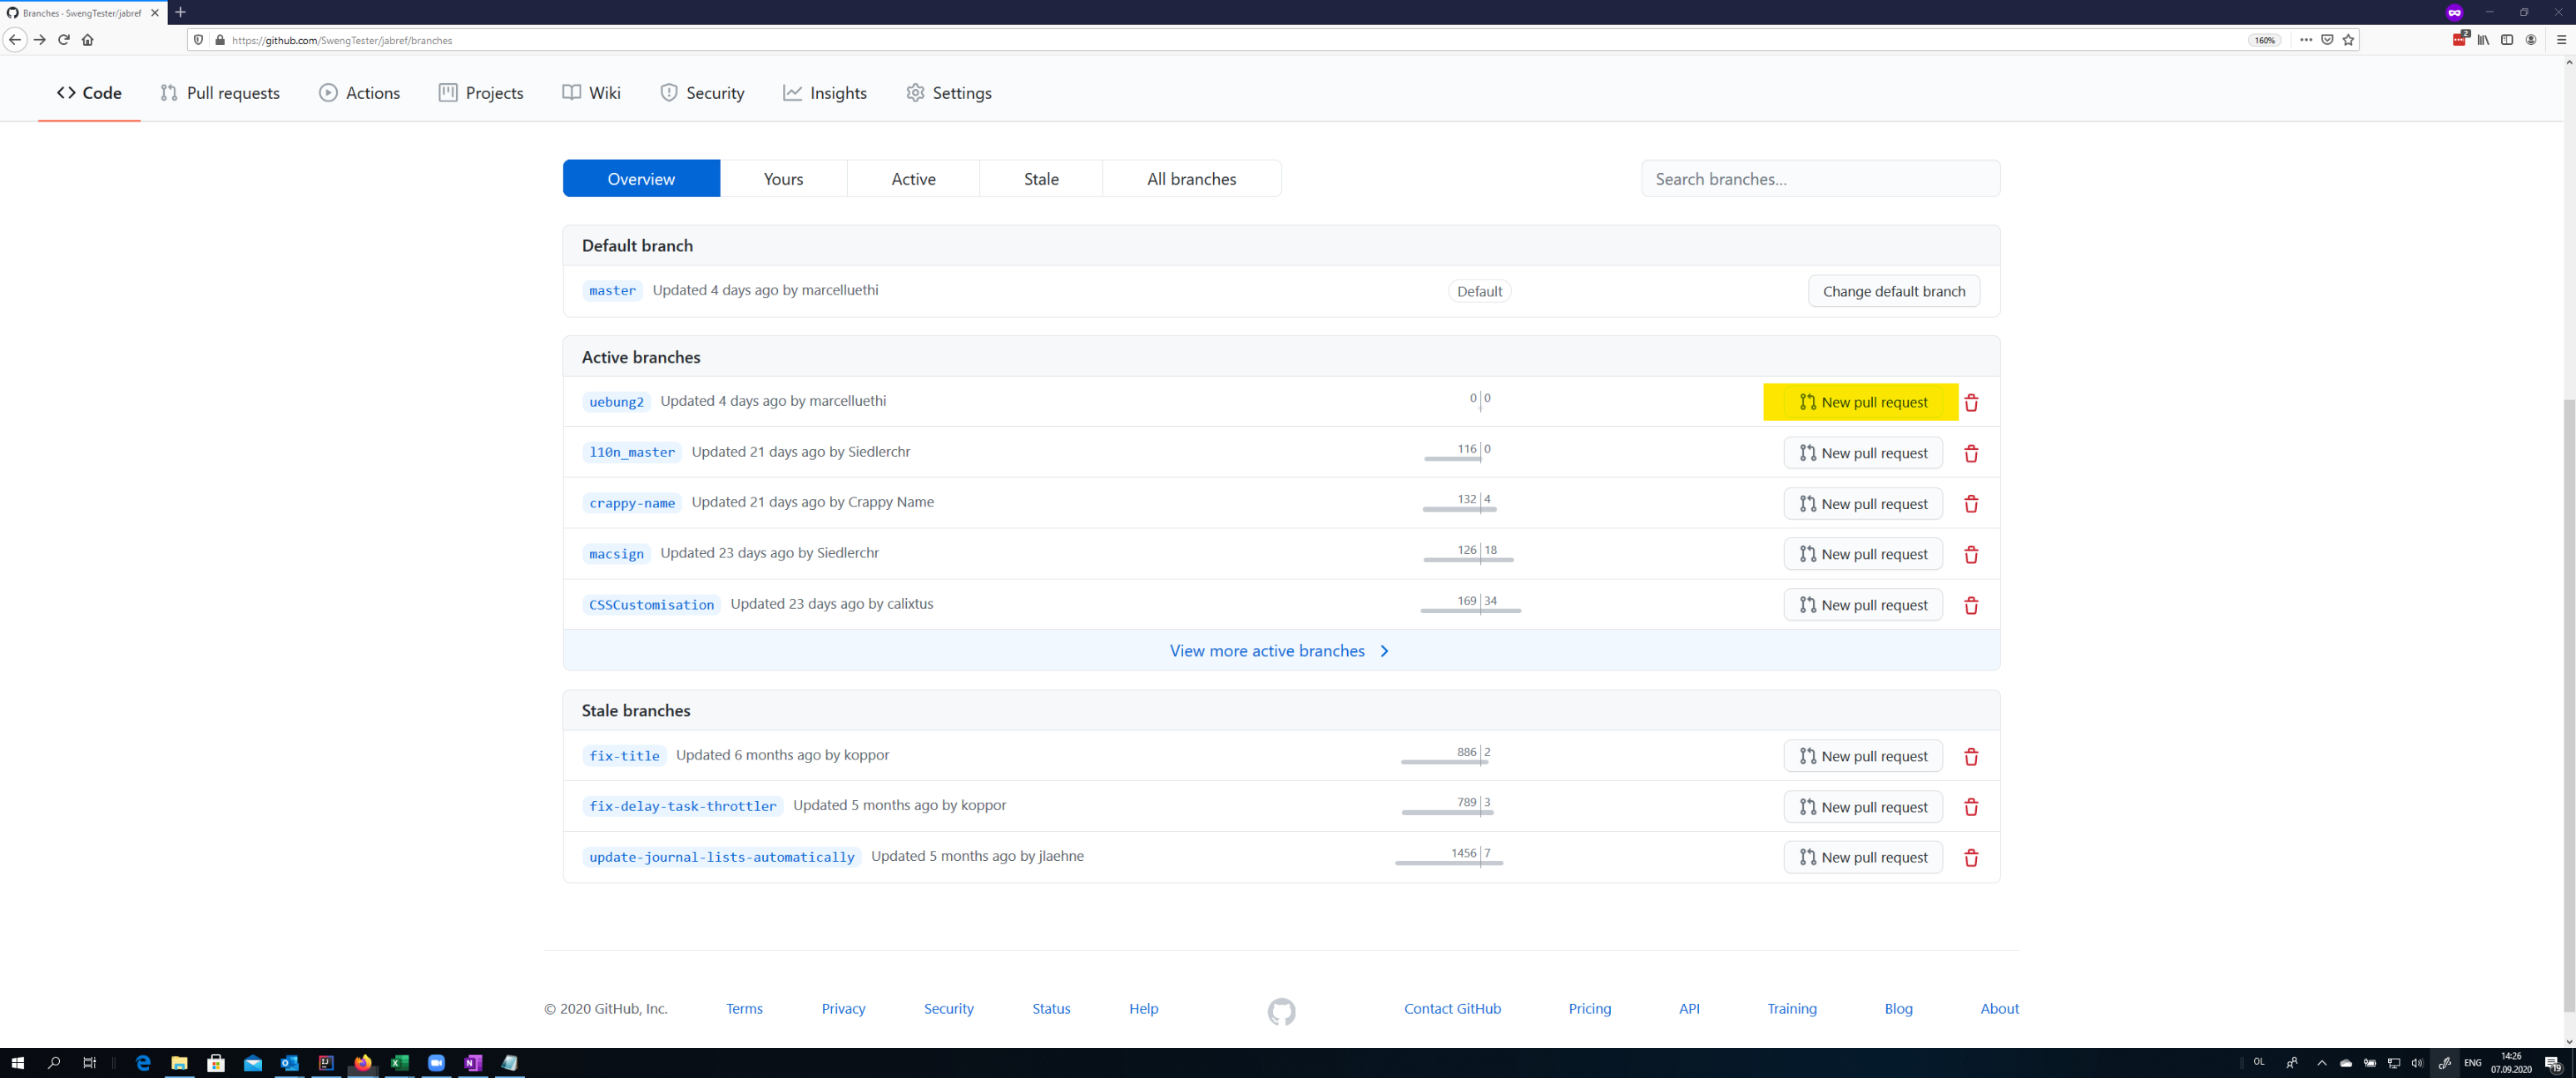 Branches - SwengTester/jabref
https://github.com/SwengTester/jabref/branches
160%
2
Code
Pull requests
Actions
Projects
Wiki
Security
Insights
Settings
Overview
Yours
Active
Stale
All branches
Search branches...
Default branch
master Updated 4 days ago by marcelluethi
Default
Change default branch
Active branches
uebung2 Updated 4 days ago by marcelluethi
0 0
New pull request
l10n_master Updated 21 days ago by Siedlerchr
116 0
New pull request
crappy-name Updated 21 days ago by Crappy Name
132 4
New pull request
macsign Updated 23 days ago by Siedlerchr
126 18
New pull request
CSSCustomisation Updated 23 days ago by calixtus
169 34
New pull request
View more active branches
Stale branches
fix-title Updated 6 months ago by koppor
886 2
New pull request
fix-delay-task-throttler Updated 5 months ago by koppor
789 3
New pull request
update-journal-lists-automatically Updated 5 months ago by jlaehne
1456 7
New pull request
© 2020 GitHub, Inc.
Terms
Privacy
Security
Status
Help
Contact GitHub
Pricing
API
Training
Blog
About
OL
ENG
14:26
07.09.2020
19